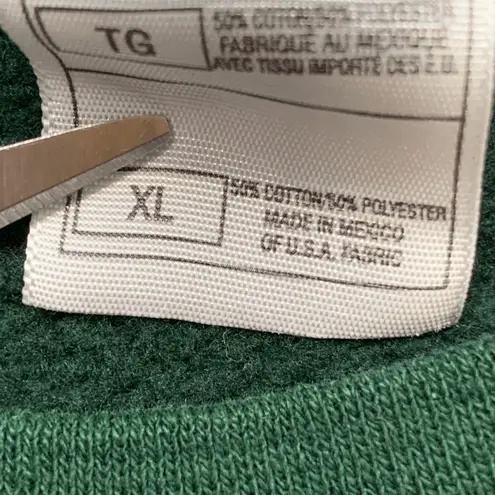 TG
50% COTON/50% POLYESTER
FABRIQUÉ AU MEXIQUE
AVEC TISSU IMPORTÉ DES É.U.
XL
50% COTTON/50% POLYESTER
MADE IN MEXICO
OF U.S.A. FABRIC